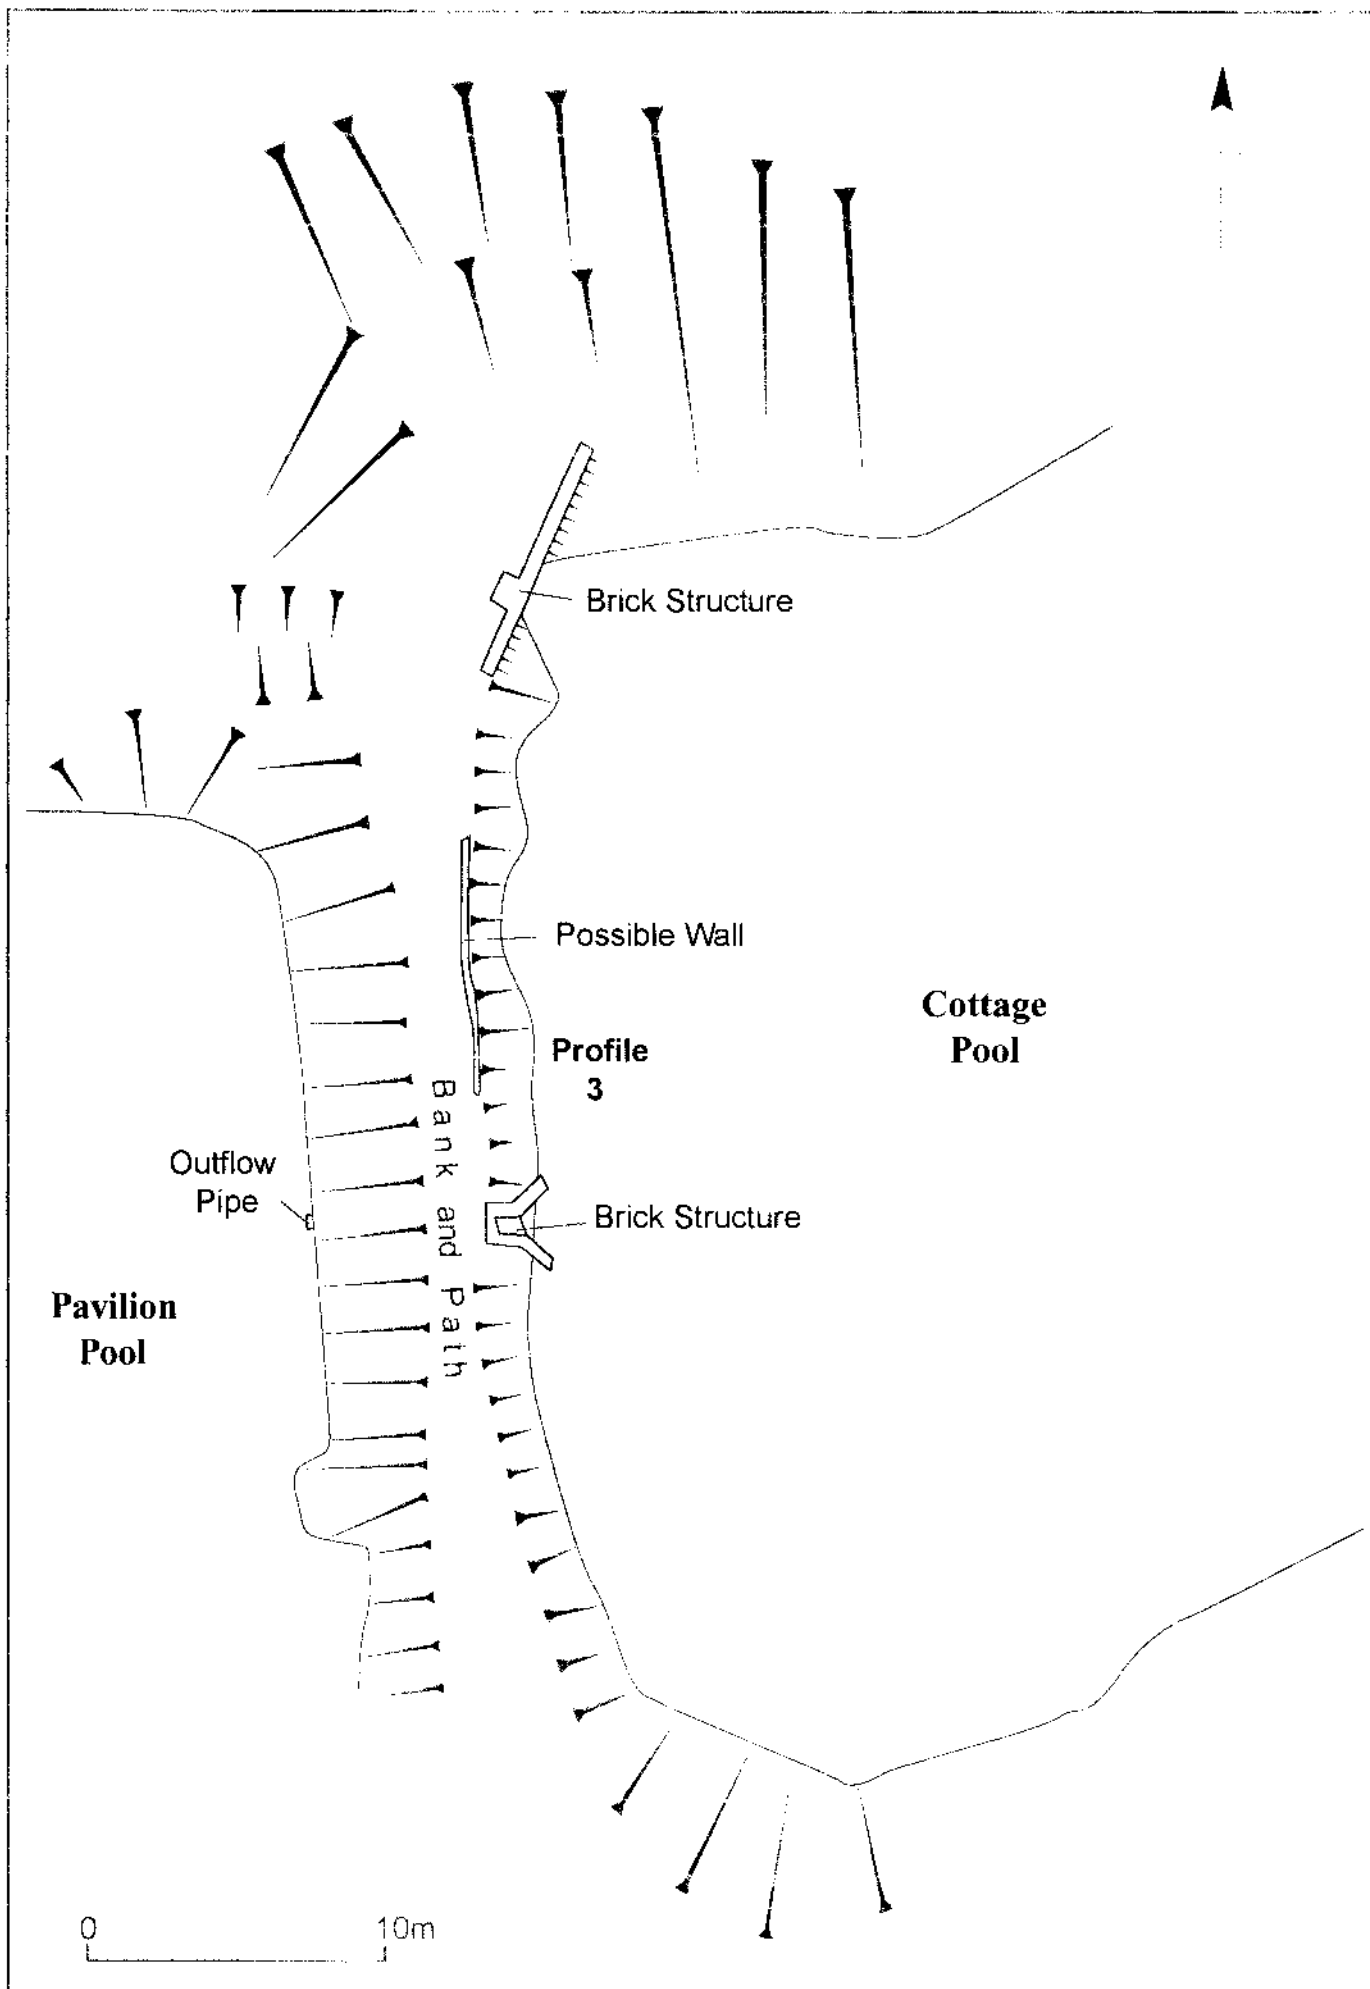 Brick Structure
Possible Wall
Cottage
Pool
Profile
3
Bank and Path
Outflow
Pipe
Brick Structure
Pavilion
Pool
0 10m